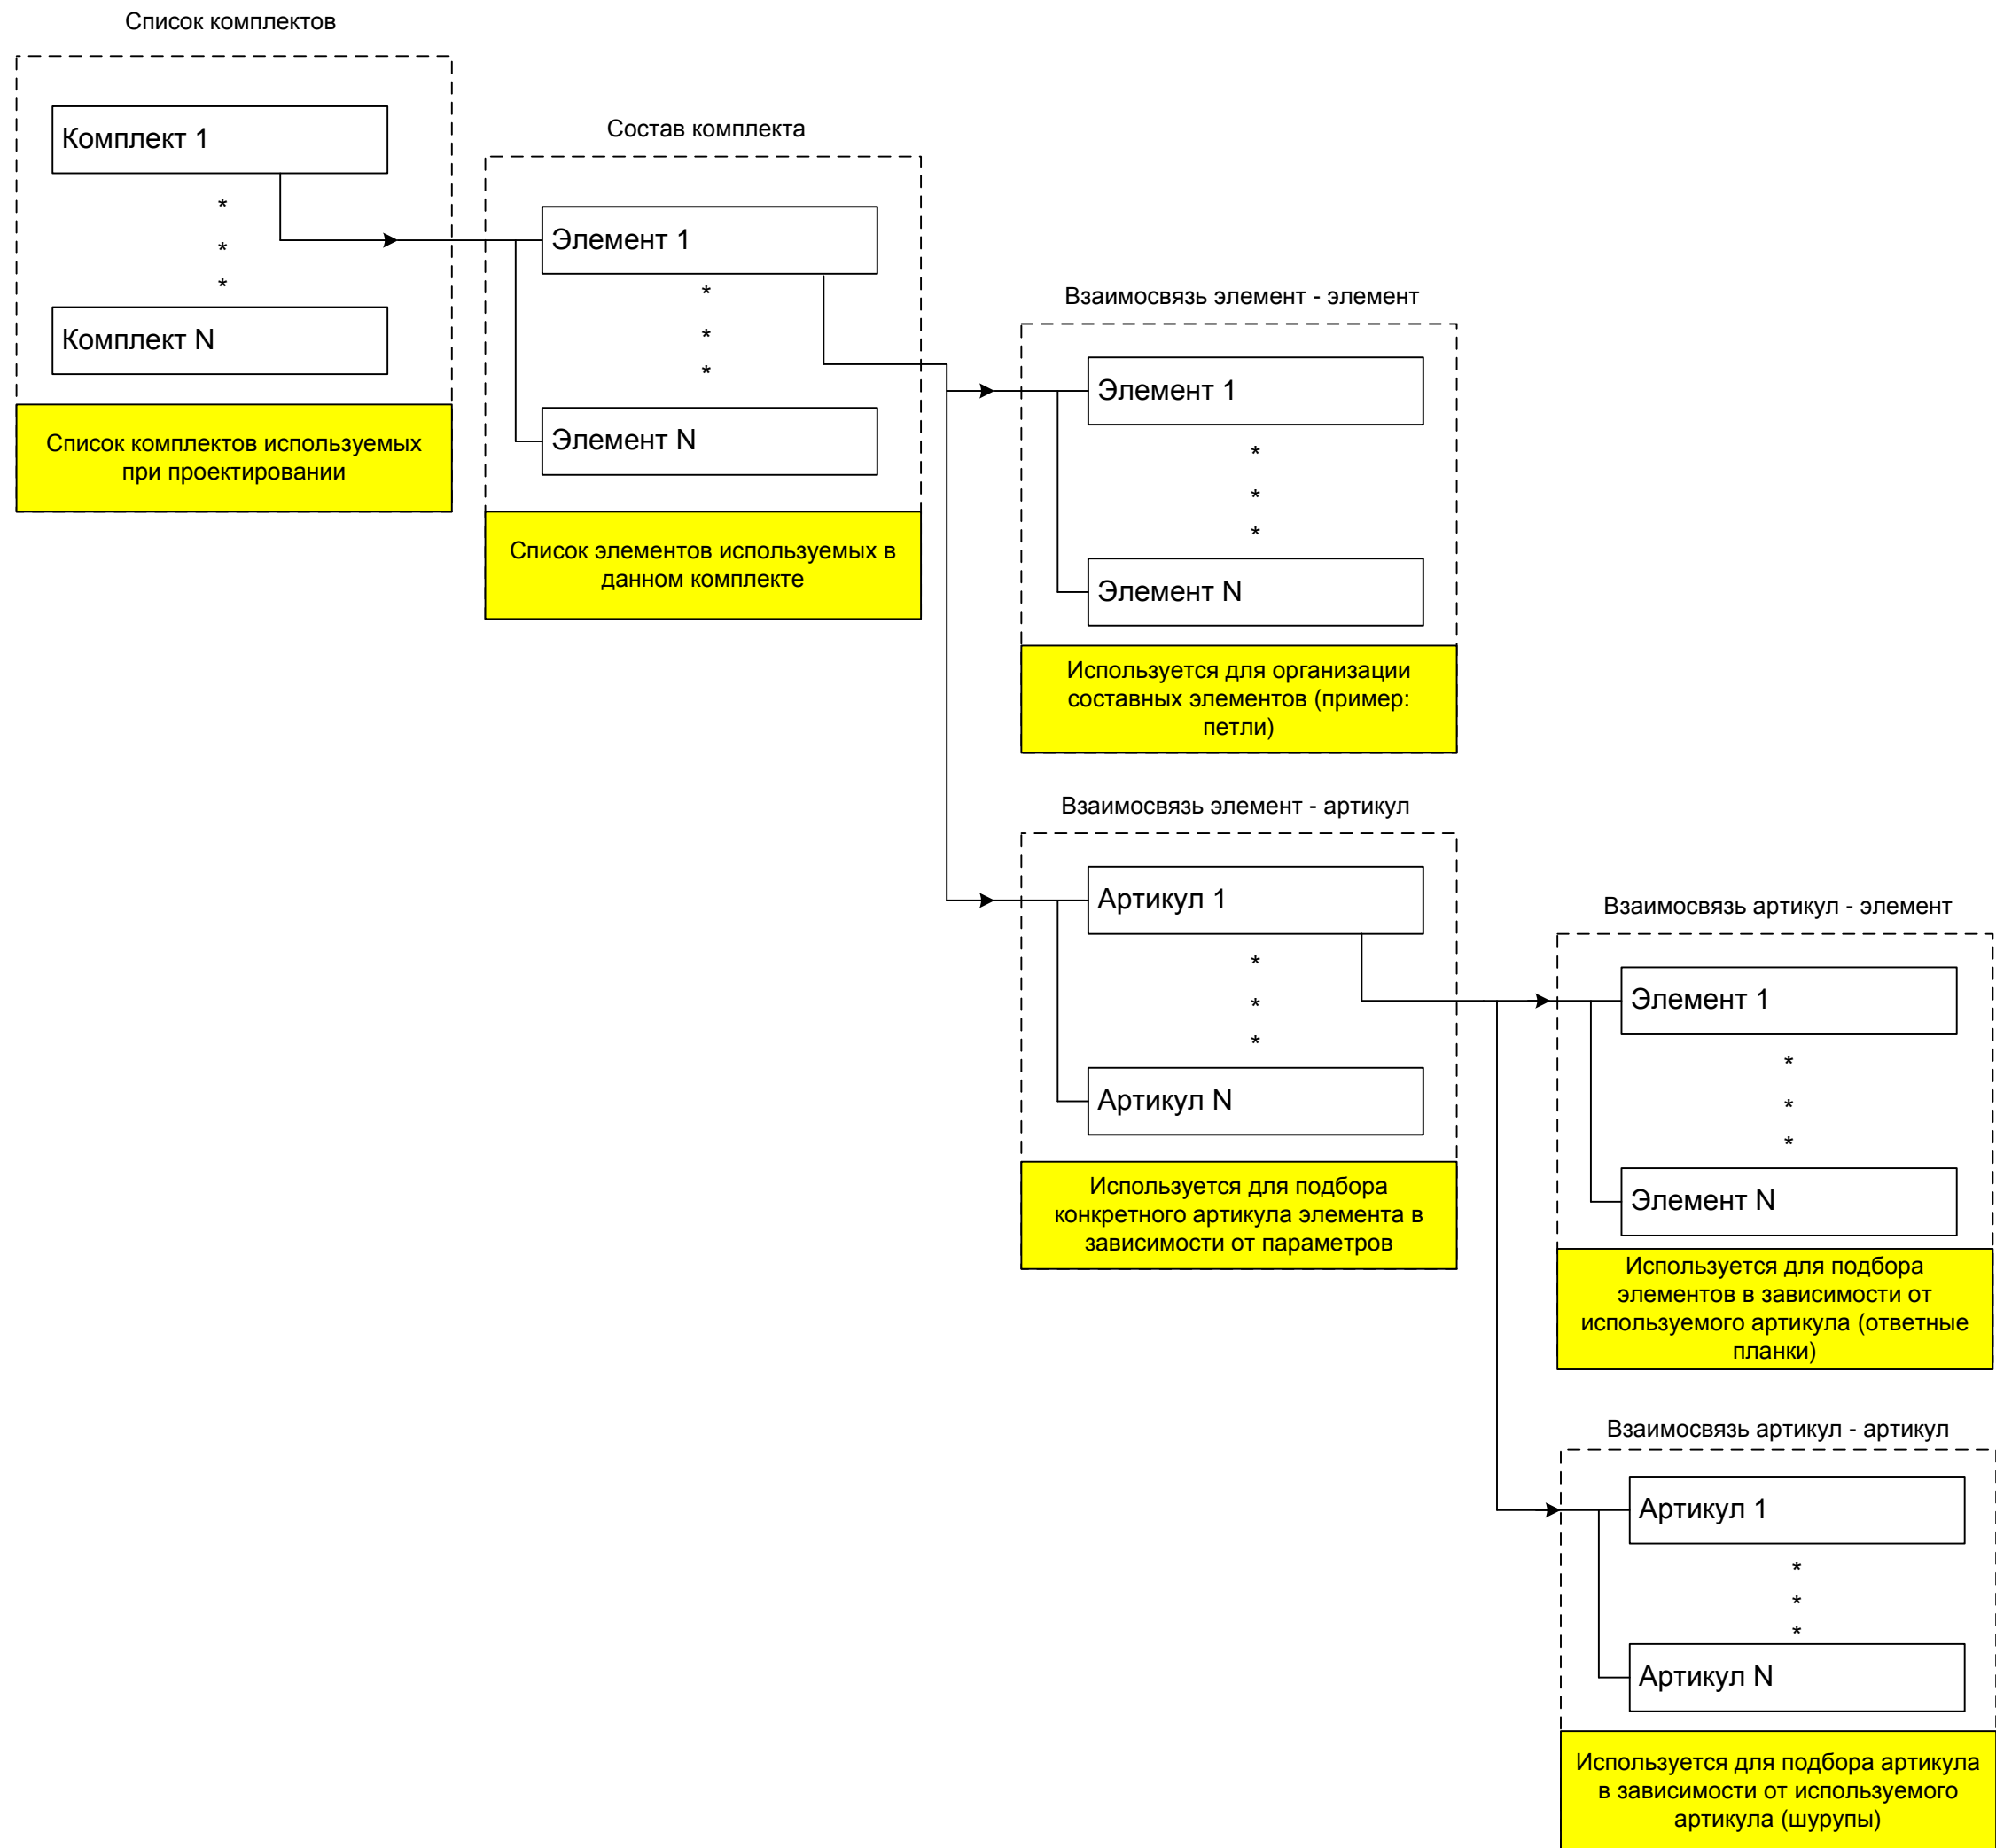 Список комплектов
Комплект 1
*
*
*
Комплект N
Список комплектов используемых
при проектировании
Состав комплекта
Элемент 1
*
*
*
Элемент N
Список элементов используемых в
данном комплекте
Взаимосвязь элемент - элемент
Элемент 1
*
*
*
Элемент N
Используется для организации
составных элементов (пример:
петли)
Взаимосвязь элемент - артикул
Артикул 1
*
*
*
Артикул N
Используется для подбора
конкретного артикула элемента в
зависимости от параметров
Взаимосвязь артикул - элемент
Элемент 1
*
*
*
Элемент N
Используется для подбора
элементов в зависимости от
используемого артикула (ответные
планки)
Взаимосвязь артикул - артикул
Артикул 1
*
*
*
Артикул N
Используется для подбора артикула
в зависимости от используемого
артикула (шурупы)